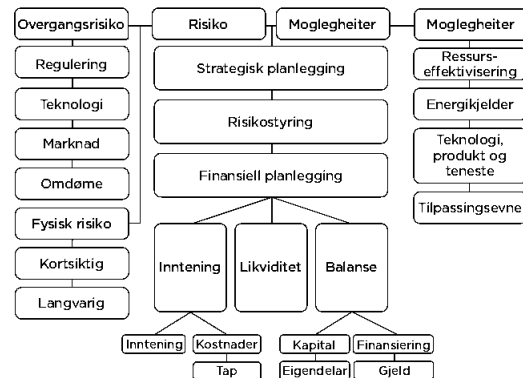 Overgangsrisiko
Risiko
Moglegheiter
Moglegheiter
Regulering
Teknologi
Marknad
Omdøme
Fysisk risiko
Kortsiktig
Langvarig
Strategisk planlegging
Risikostyring
Finansiell planlegging
Inntening
Likviditet
Balanse
Inntening
Kostnader
Tap
Kapital
Finansiering
Eigendelar
Gjeld
Ressurs-
effektivisering
Energikjelder
Teknologi,
produkt og
teneste
Tilpassingsevne